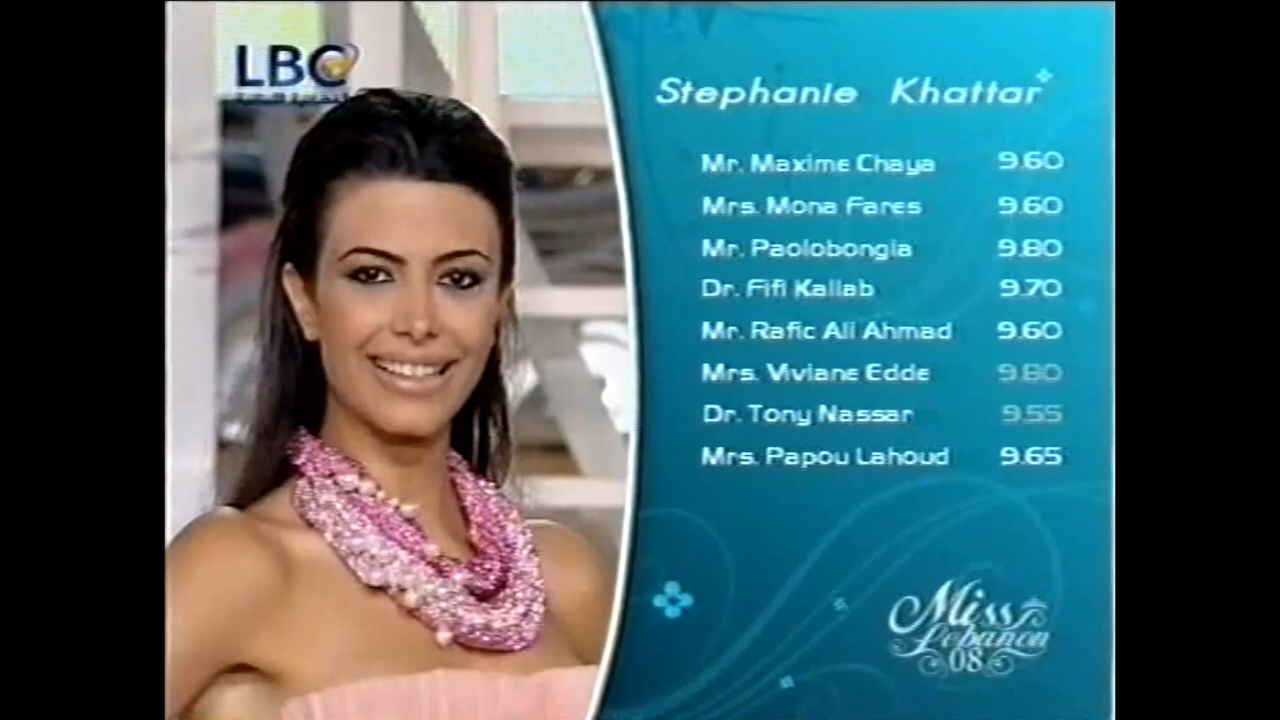 LBC
Stephanie Khattar
Mr. Maxime Chaya 9.60
Mrs. Mona Fares 9.60
Mr. Paolobongia 9.80
Dr. Fifi Kallab 9.70
Mr. Rafic Ali Ahmad 9.60
Mrs. Viviane Edde 9.80
Dr. Tony Nassar 9.55
Mrs. Papou Lahoud 9.65
Miss
Lebanon
08